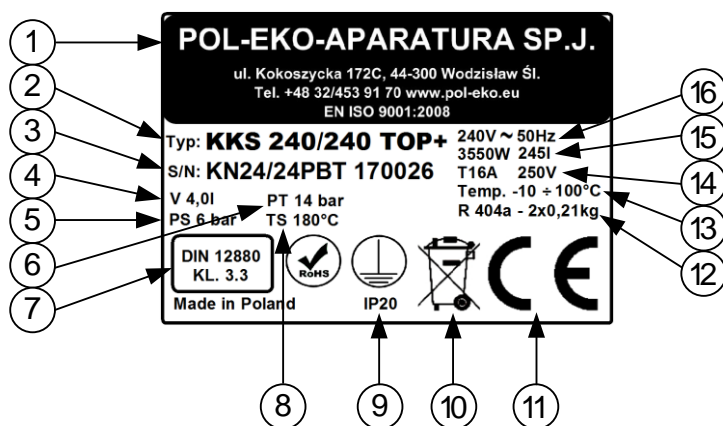 POL-EKO-APARATURA SP.J.
ul. Kokoszycka 172C, 44-300 Wodzisław Śl.
Tel. +48 32/453 91 70 www.pol-eko.eu
EN ISO 9001:2008
Typ: KKS 240/240 TOP+
S/N: KN24/24PBT 170026
V 4,0l
PT 14 bar
PS 6 bar
TS 180°C
240V ~ 50Hz
3550W 245l
T16A 250V
Temp. -10 ÷ 100°C
R 404a - 2x0,21kg
DIN 12880
KL. 3.3
RoHS
IP20
CE
Made in Poland
1
2
3
4
5
6
7
8
9
10
11
12
13
14
15
16